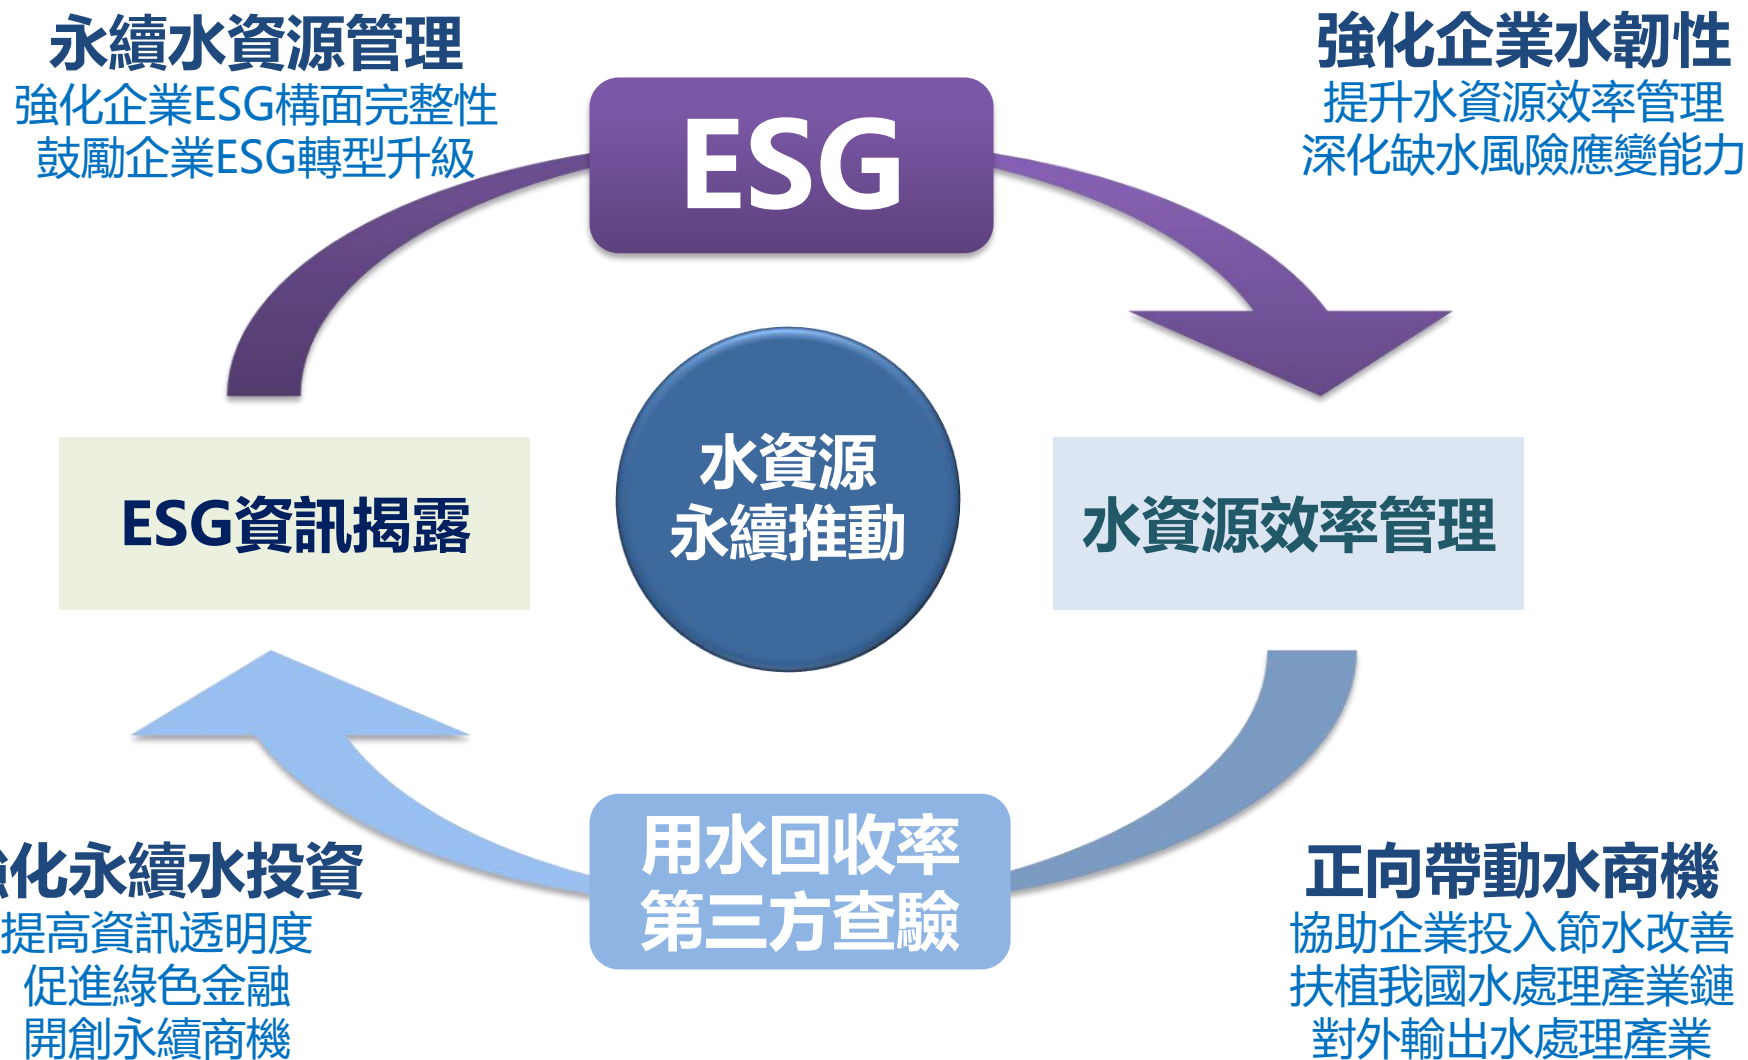 永續水資源管理
強化企業ESG構面完整性
鼓勵企業ESG轉型升級
ESG
強化企業水韌性
提升水資源效率管理
深化缺水風險應變能力
ESG資訊揭露
水資源
永續推動
水資源效率管理
用水回收率
第三方查驗
強化永續水投資
提高資訊透明度
促進綠色金融
開創永續商機
正向帶動水商機
協助企業投入節水改善
扶植我國水處理產業鏈
對外輸出水處理產業